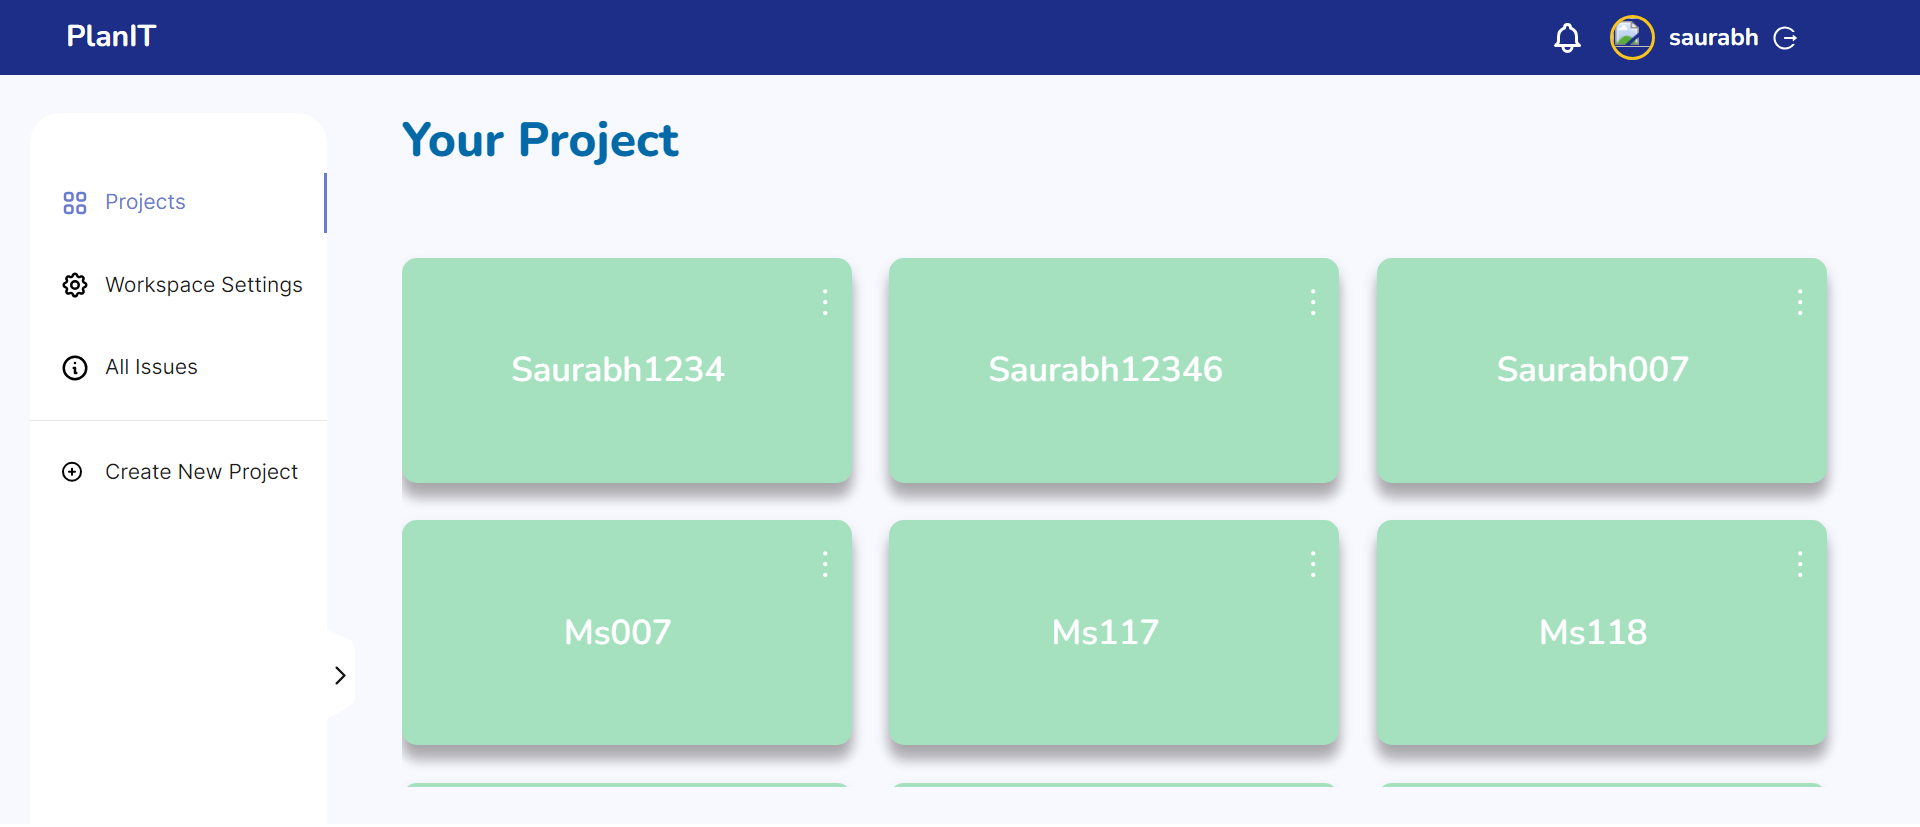 PlanIT
saurabh
Your Project
Projects
Workspace Settings
All Issues
Create New Project
Saurabh1234
Saurabh12346
Saurabh007
Ms007
Ms117
Ms118